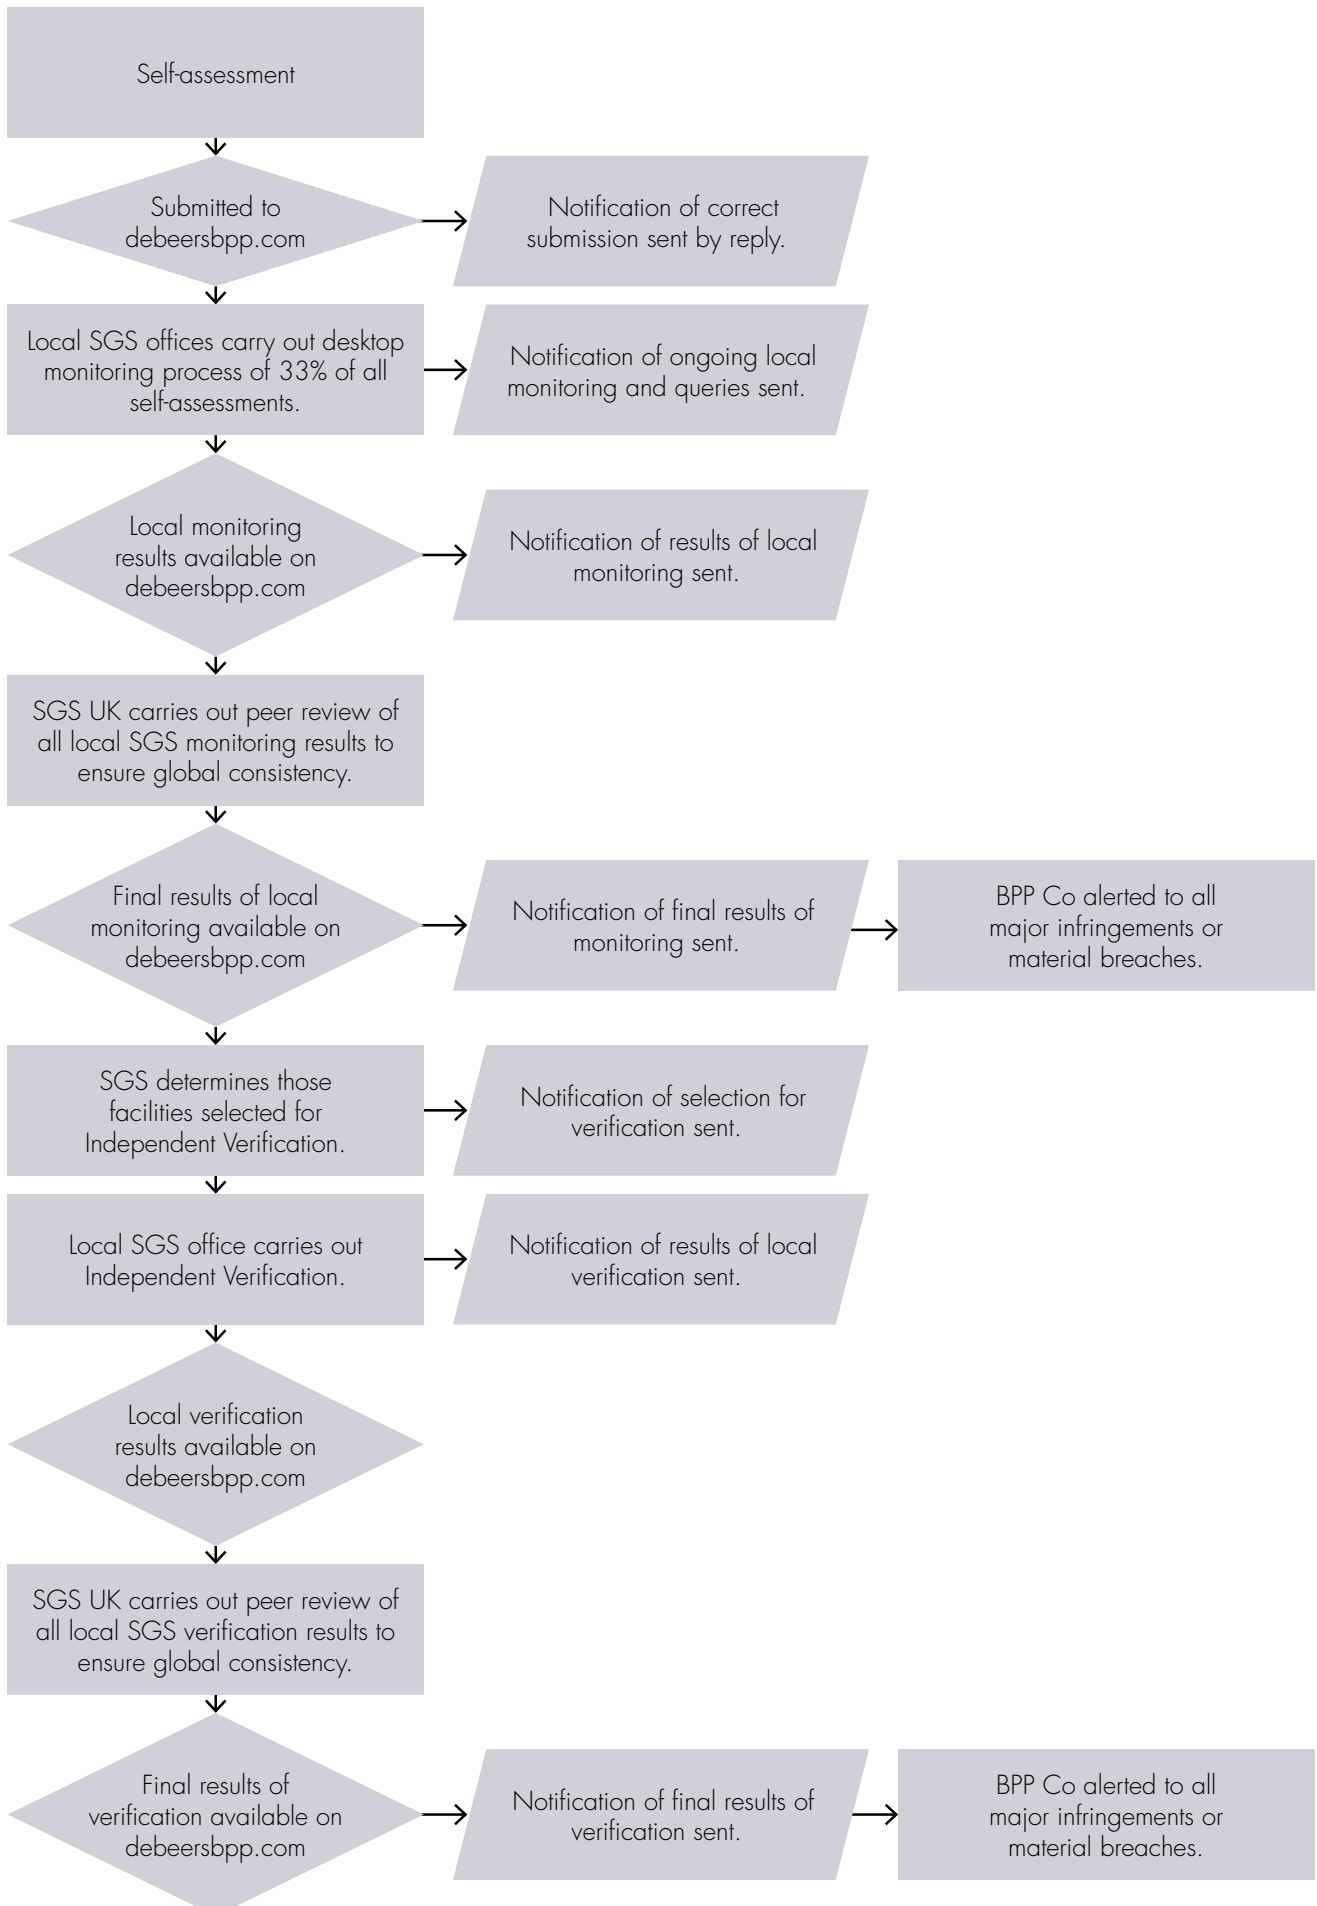 Self-assessment
Submitted to
debeersbpp.com
Notification of correct
submission sent by reply.
Local SGS offices carry out desktop
monitoring process of 33% of all
self-assessments.
Notification of ongoing local
monitoring and queries sent.
Local monitoring
results available on
debeersbpp.com
Notification of results of local
monitoring sent.
SGS UK carries out peer review of
all local SGS monitoring results to
ensure global consistency.
Final results of local
monitoring available on
debeersbpp.com
Notification of final results of
monitoring sent.
BPP Co alerted to all
major infringements or
material breaches.
SGS determines those
facilities selected for
Independent Verification.
Notification of selection for
verification sent.
Local SGS office carries out
Independent Verification.
Notification of results of local
verification sent.
Local verification
results available on
debeersbpp.com
SGS UK carries out peer review of
all local SGS verification results to
ensure global consistency.
Final results of
verification available on
debeersbpp.com
Notification of final results of
verification sent.
BPP Co alerted to all
major infringements or
material breaches.